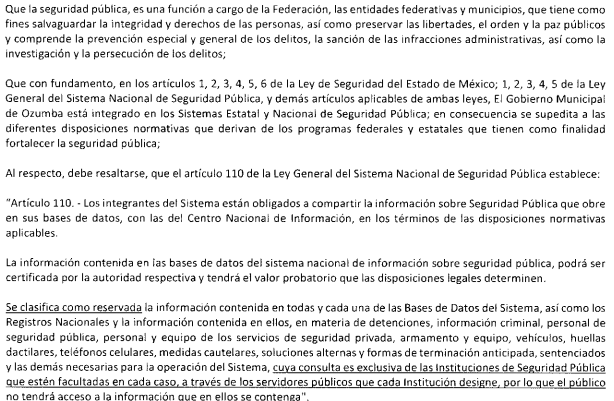 Que la seguridad pública, es una función a cargo de la Federación, las entidades federativas y municipios, que tiene como
fines salvaguardar la integridad y derechos de las personas, así como preservar las libertades, el orden y la paz públicos
y comprende la prevención especial y general de los delitos, la sanción de las infracciones administrativas, así como la
investigación y la persecución de los delitos;
Que con fundamento, en los artículos 1, 2, 3, 4, 5, 6 de la Ley de Seguridad del Estado de México; 1, 2, 3, 4, 5 de la Ley
General del Sistema Nacional de Seguridad Pública, y demás artículos aplicables de ambas leyes, El Gobierno Municipal
de Ozumba está integrado en los Sistemas Estatal y Nacional de Seguridad Pública; en consecuencia se supedita a las
diferentes disposiciones normativas que derivan de los programas federales y estatales que tienen como finalidad
fortalecer la seguridad pública;
Al respecto, debe resaltarse, que el artículo 110 de la Ley General del Sistema Nacional de Seguridad Pública establece:
"Artículo 110. - Los integrantes del Sistema están obligados a compartir la información sobre Seguridad Pública que obre
en sus bases de datos, con las del Centro Nacional de Información, en los términos de las disposiciones normativas
aplicables.
La información contenida en las bases de datos del sistema nacional de información sobre seguridad pública, podrá ser
certificada por la autoridad respectiva y tendrá el valor probatorio que las disposiciones legales determinen.
Se clasifica como reservada la información contenida en todas y cada una de las Bases de Datos del Sistema, así como los
Registros Nacionales y la información contenida en ellos, en materia de detenciones, información criminal, personal de
seguridad pública, personal y equipo de los servicios de seguridad privada, armamento y equipo, vehículos, huellas
dactilares, teléfonos celulares, medidas cautelares, soluciones alternas y formas de terminación anticipada, sentenciados
y las demás necesarias para la operación del Sistema, cuya consulta es exclusiva de las Instituciones de Seguridad Pública
que estén facultadas en cada caso, a través de los servidores públicos que cada Institución designe, por lo que el público
no tendrá acceso a la información que en ellos se contenga".